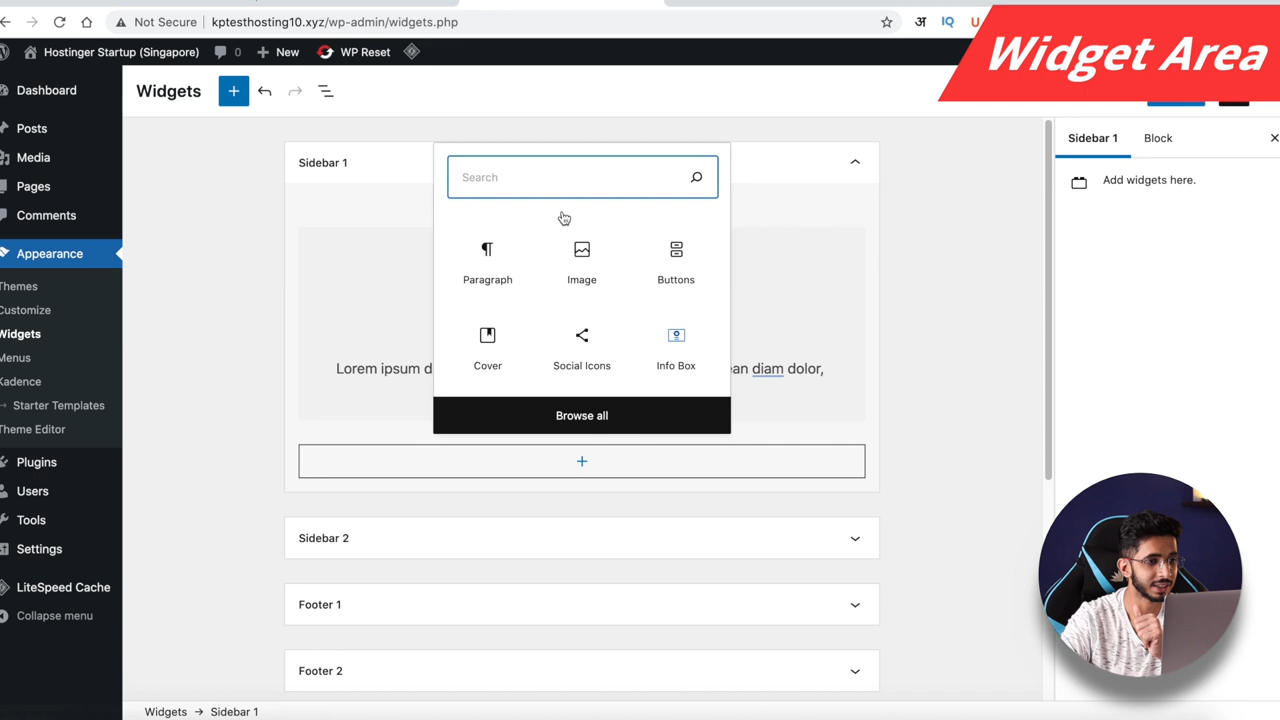 Not Secure
kptesthosting10.xyz/wp-admin/widgets.php
अ
IQ
Widget Area
Hostinger Startup (Singapore)
0
New
WP Reset
Dashboard
Posts
Media
Pages
Comments
Appearance
Themes
Customize
Widgets
Menus
Kadence
Starter Templates
Theme Editor
Plugins
Users
Tools
Settings
LiteSpeed Cache
Collapse menu
Widgets
Sidebar 1
Search
Paragraph
Image
Buttons
Cover
Social Icons
Info Box
Browse all
Lorem ipsum d
ean diam dolor,
Sidebar 2
Footer 1
Footer 2
Sidebar 1
Block
Add widgets here.
Widgets → Sidebar 1